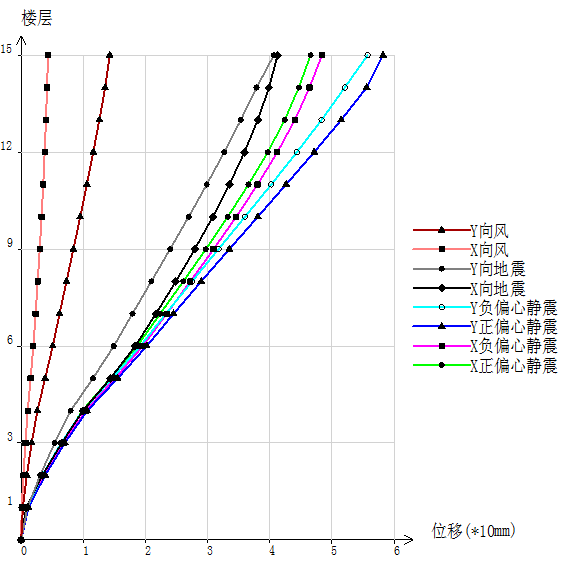 楼层
15
12
9
6
3
1
0 1 2 3 4 5 6
位移(*10mm)
Y向风
X向风
Y向地震
X向地震
Y负偏心静震
Y正偏心静震
X负偏心静震
X正偏心静震